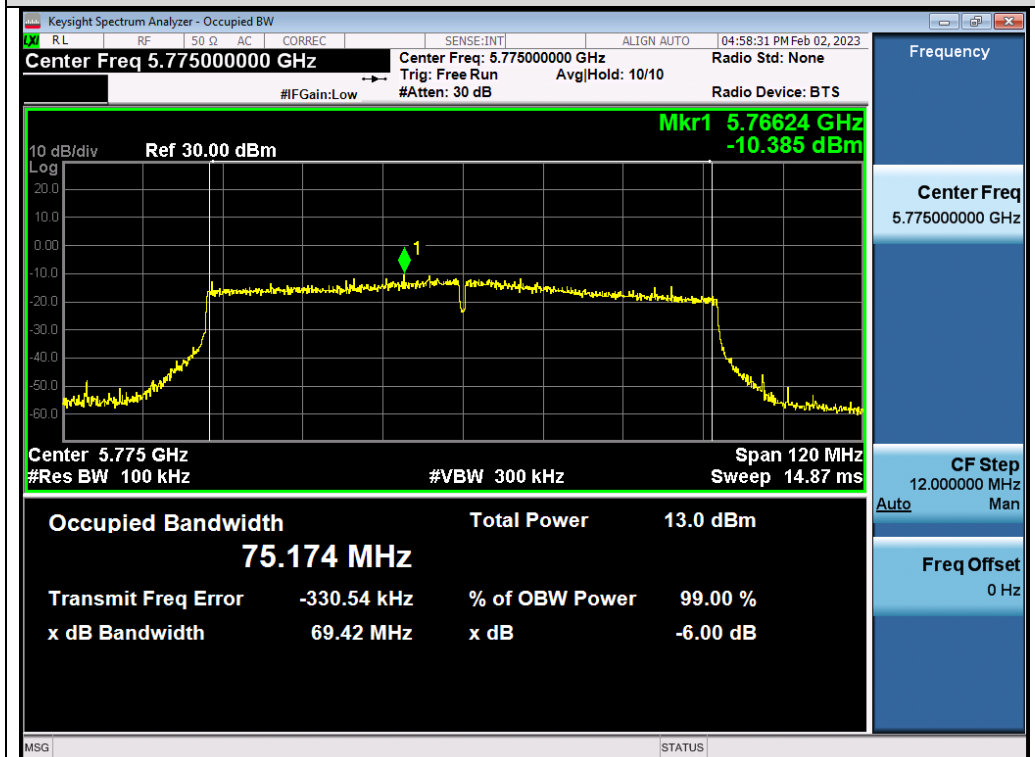 Keysight Spectrum Analyzer - Occupied BW
LXI RL RF 50 Ω AC CORREC SENSE:INT ALIGN AUTO 04:58:31 PM Feb 02, 2023
Center Freq 5.775000000 GHz
Center Freq: 5.775000000 GHz
Radio Std: None
Trig: Free Run Avg|Hold: 10/10
#IFGain:Low
#Atten: 30 dB
Radio Device: BTS
Mkr1 5.76624 GHz
-10.385 dBm
10 dB/div Ref 30.00 dBm
Log
20.0
10.0
0.00
1
-10.0
-20.0
-30.0
-40.0
-50.0
-60.0
Center 5.775 GHz
Span 120 MHz
#Res BW 100 kHz
#VBW 300 kHz
Sweep 14.87 ms
Occupied Bandwidth
Total Power 13.0 dBm
75.174 MHz
Transmit Freq Error -330.54 kHz
% of OBW Power 99.00 %
x dB Bandwidth 69.42 MHz
x dB -6.00 dB
MSG
STATUS
Frequency
Center Freq
5.775000000 GHz
CF Step
12.000000 MHz
Auto Man
Freq Offset
0 Hz